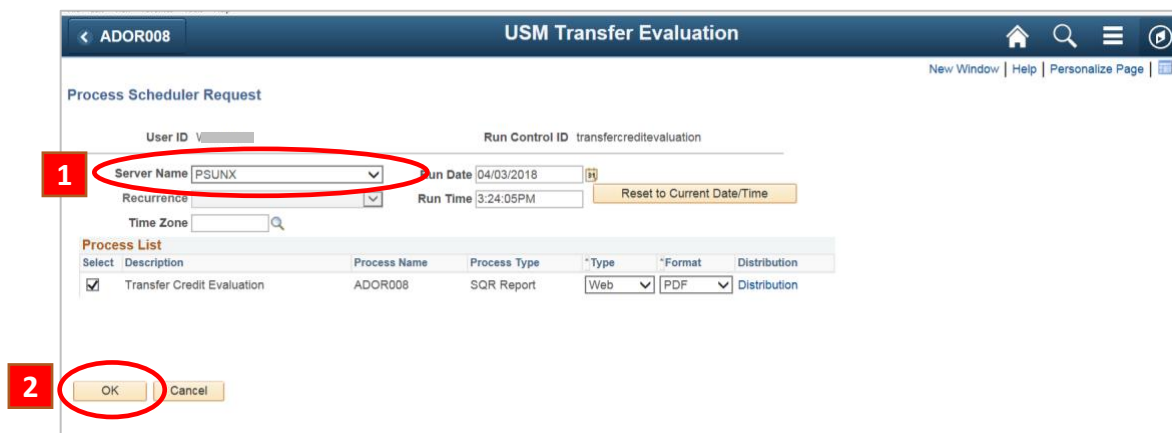 ADOR008 USM Transfer Evaluation
New Window | Help | Personalize Page |
Process Scheduler Request
User ID Run Control ID transfercreditevaluation
1 Server Name PSUNX Run Date 04/03/2018
Reset to Current Date/Time
Recurrence Run Time 3:24:05PM
Time Zone
Process List
Select Description Process Name Process Type *Type *Format Distribution
Transfer Credit Evaluation ADOR008 SQR Report Web PDF Distribution
2 OK Cancel